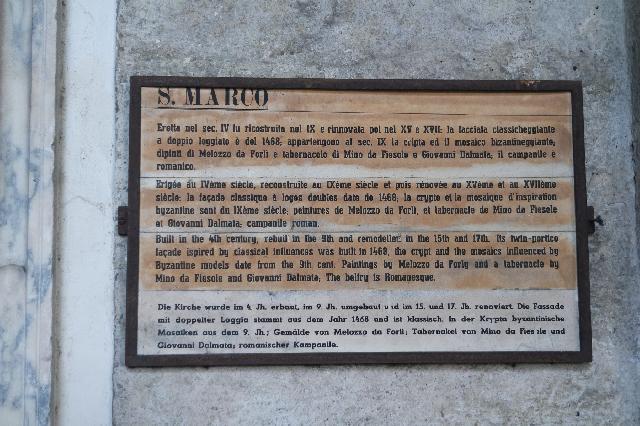 S. MARCO
Eretta nel sec. IV fu ricostruita nel IX e rinnovata poi nel XV e XVII: la facciata classicheggiante
a doppio loggiato è del 1468; appartengono al sec. IX la cripta ed il mosaico bizantineggiante;
dipinti di Melozzo da Forlì e tabernacolo di Mino da Fiesole e Giovanni Dalmata; il campanile e
romanico.
Erigée au IVème siècle, reconstruite au IXème siècle et puis rénovée au XVème et au XVIIème
siècle: la façade classique à loges doubles date de 1468; la crypte et la mosaique d'inspiration
byzantine sont du IXème siècle; peintures de Melozzo da Forlì, et tabernacle de Mino da Fiesole
et Giovanni Dalmata; campanile roman.
Built in the 4th century, rebuil in the 9th and remodelled in the 15th and 17th. Its twin-portico
façade ispired by classical influences was built in 1468, the crypt and the mosaics influenced by
Byzantine models date from the 9th cent. Paintings by Melozzo da Forlg and a tabernacle by
Mino da Fiesole and Giovanni Dalmata; The belfry is Romanesque.
Die Kirche wurde im 4. Jh. erbaut, im 9. Jh. umgebaut und im 15. und 17. Jh. renoviert. Die Fassade
mit doppelter Loggia stammt aus dem Jahr 1468 und ist klassisch. In der Krypta byzantinische
Mosaiken aus dem 9. Jh.; Gemälde von Melozzo da Forlì; Tabernakel von Mino da Fiesole und
Giovanni Dalmata; romanischer Kampanile.